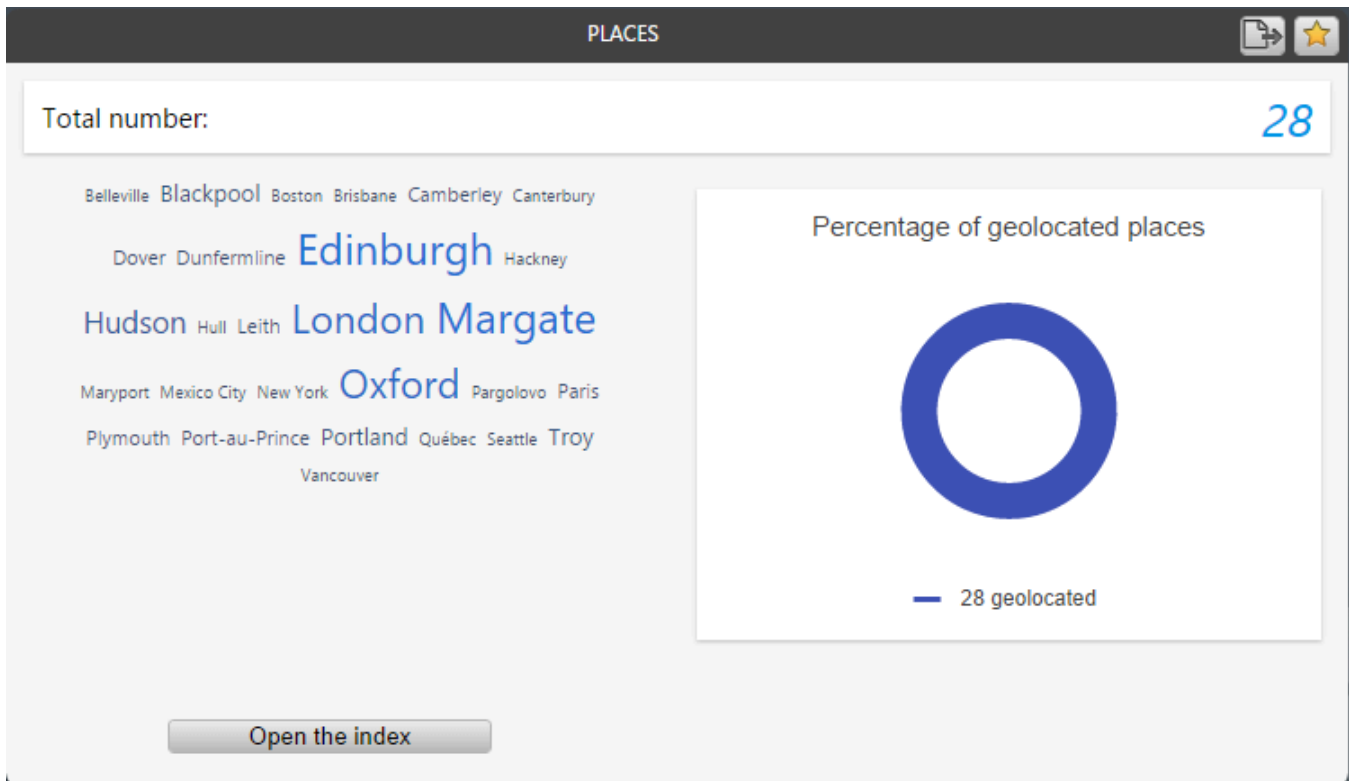 PLACES
Total number:
28
Belleville Blackpool Boston Brisbane Camberley Canterbury
Dover Dunfermline Edinburgh Hackney
Hudson Hull Leith London Margate
Maryport Mexico City New York Oxford Pargolovo Paris
Plymouth Port-au-Prince Portland Québec Seattle Troy
Vancouver
Percentage of geolocated places
28 geolocated
Open the index